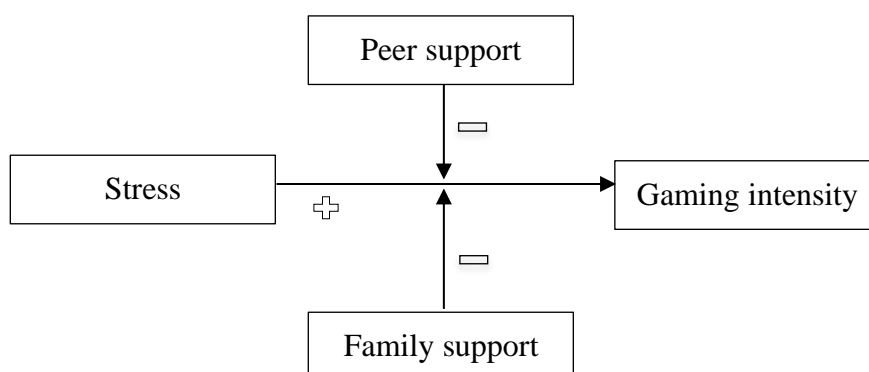 Peer support
Stress
Gaming intensity
Family support